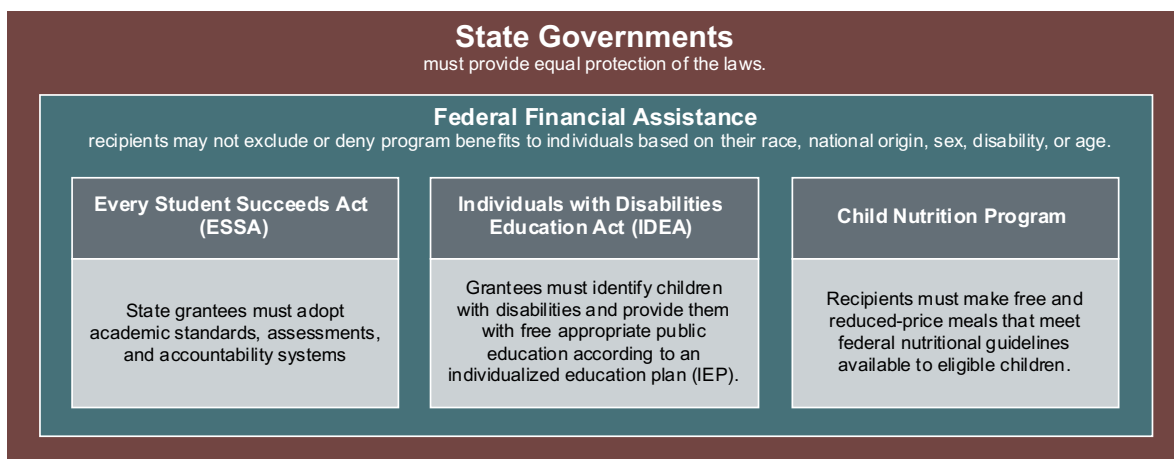 State Governments
must provide equal protection of the laws.
Federal Financial Assistance
recipients may not exclude or deny program benefits to individuals based on their race, national origin, sex, disability, or age.
Every Student Succeeds Act
(ESSA)
State grantees must adopt
academic standards, assessments,
and accountability systems
Individuals with Disabilities
Education Act (IDEA)
Grantees must identify children
with disabilities and provide them
with free appropriate public
education according to an
individualized education plan (IEP).
Child Nutrition Program
Recipients must make free and
reduced-price meals that meet
federal nutritional guidelines
available to eligible children.